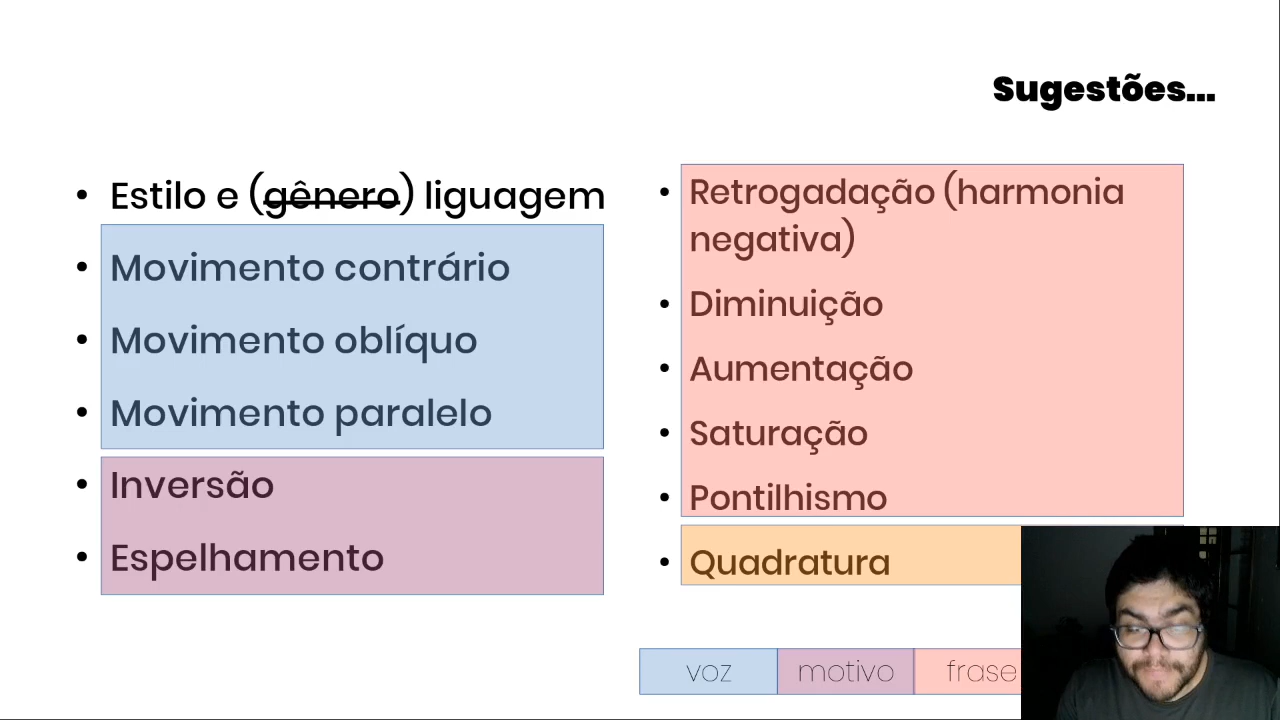 Sugestões...
Estilo e (gênero) liguagem
Movimento contrário
Movimento oblíquo
Movimento paralelo
Inversão
Espelhamento
Retrogadação (harmonia
negativa)
Diminuição
Aumentação
Saturação
Pontilhismo
Quadratura
voz motivo frase